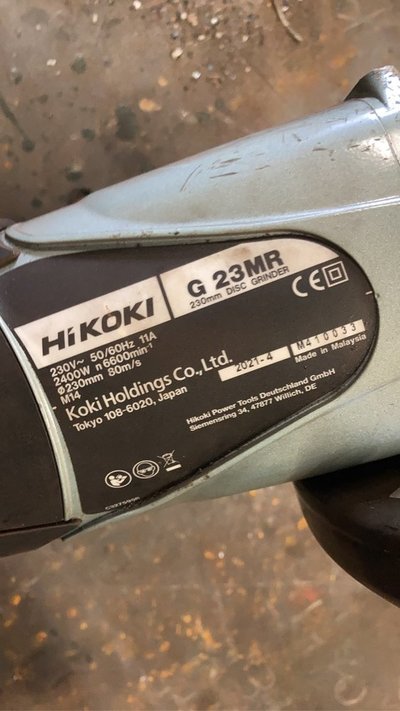 HiKOKI
G 23MR
230mm DISC GRINDER
CE
230V~ 50/60Hz 11A
2400W n 6600min⁻¹
⌀230mm 80m/s
M14
Koki Holdings Co., Ltd.
Tokyo 108-6020, Japan
2021-4
M410033
Made in Malaysia
Hikoki Power Tools Deutschland GmbH
Siemensring 34, 47877 Willich, DE